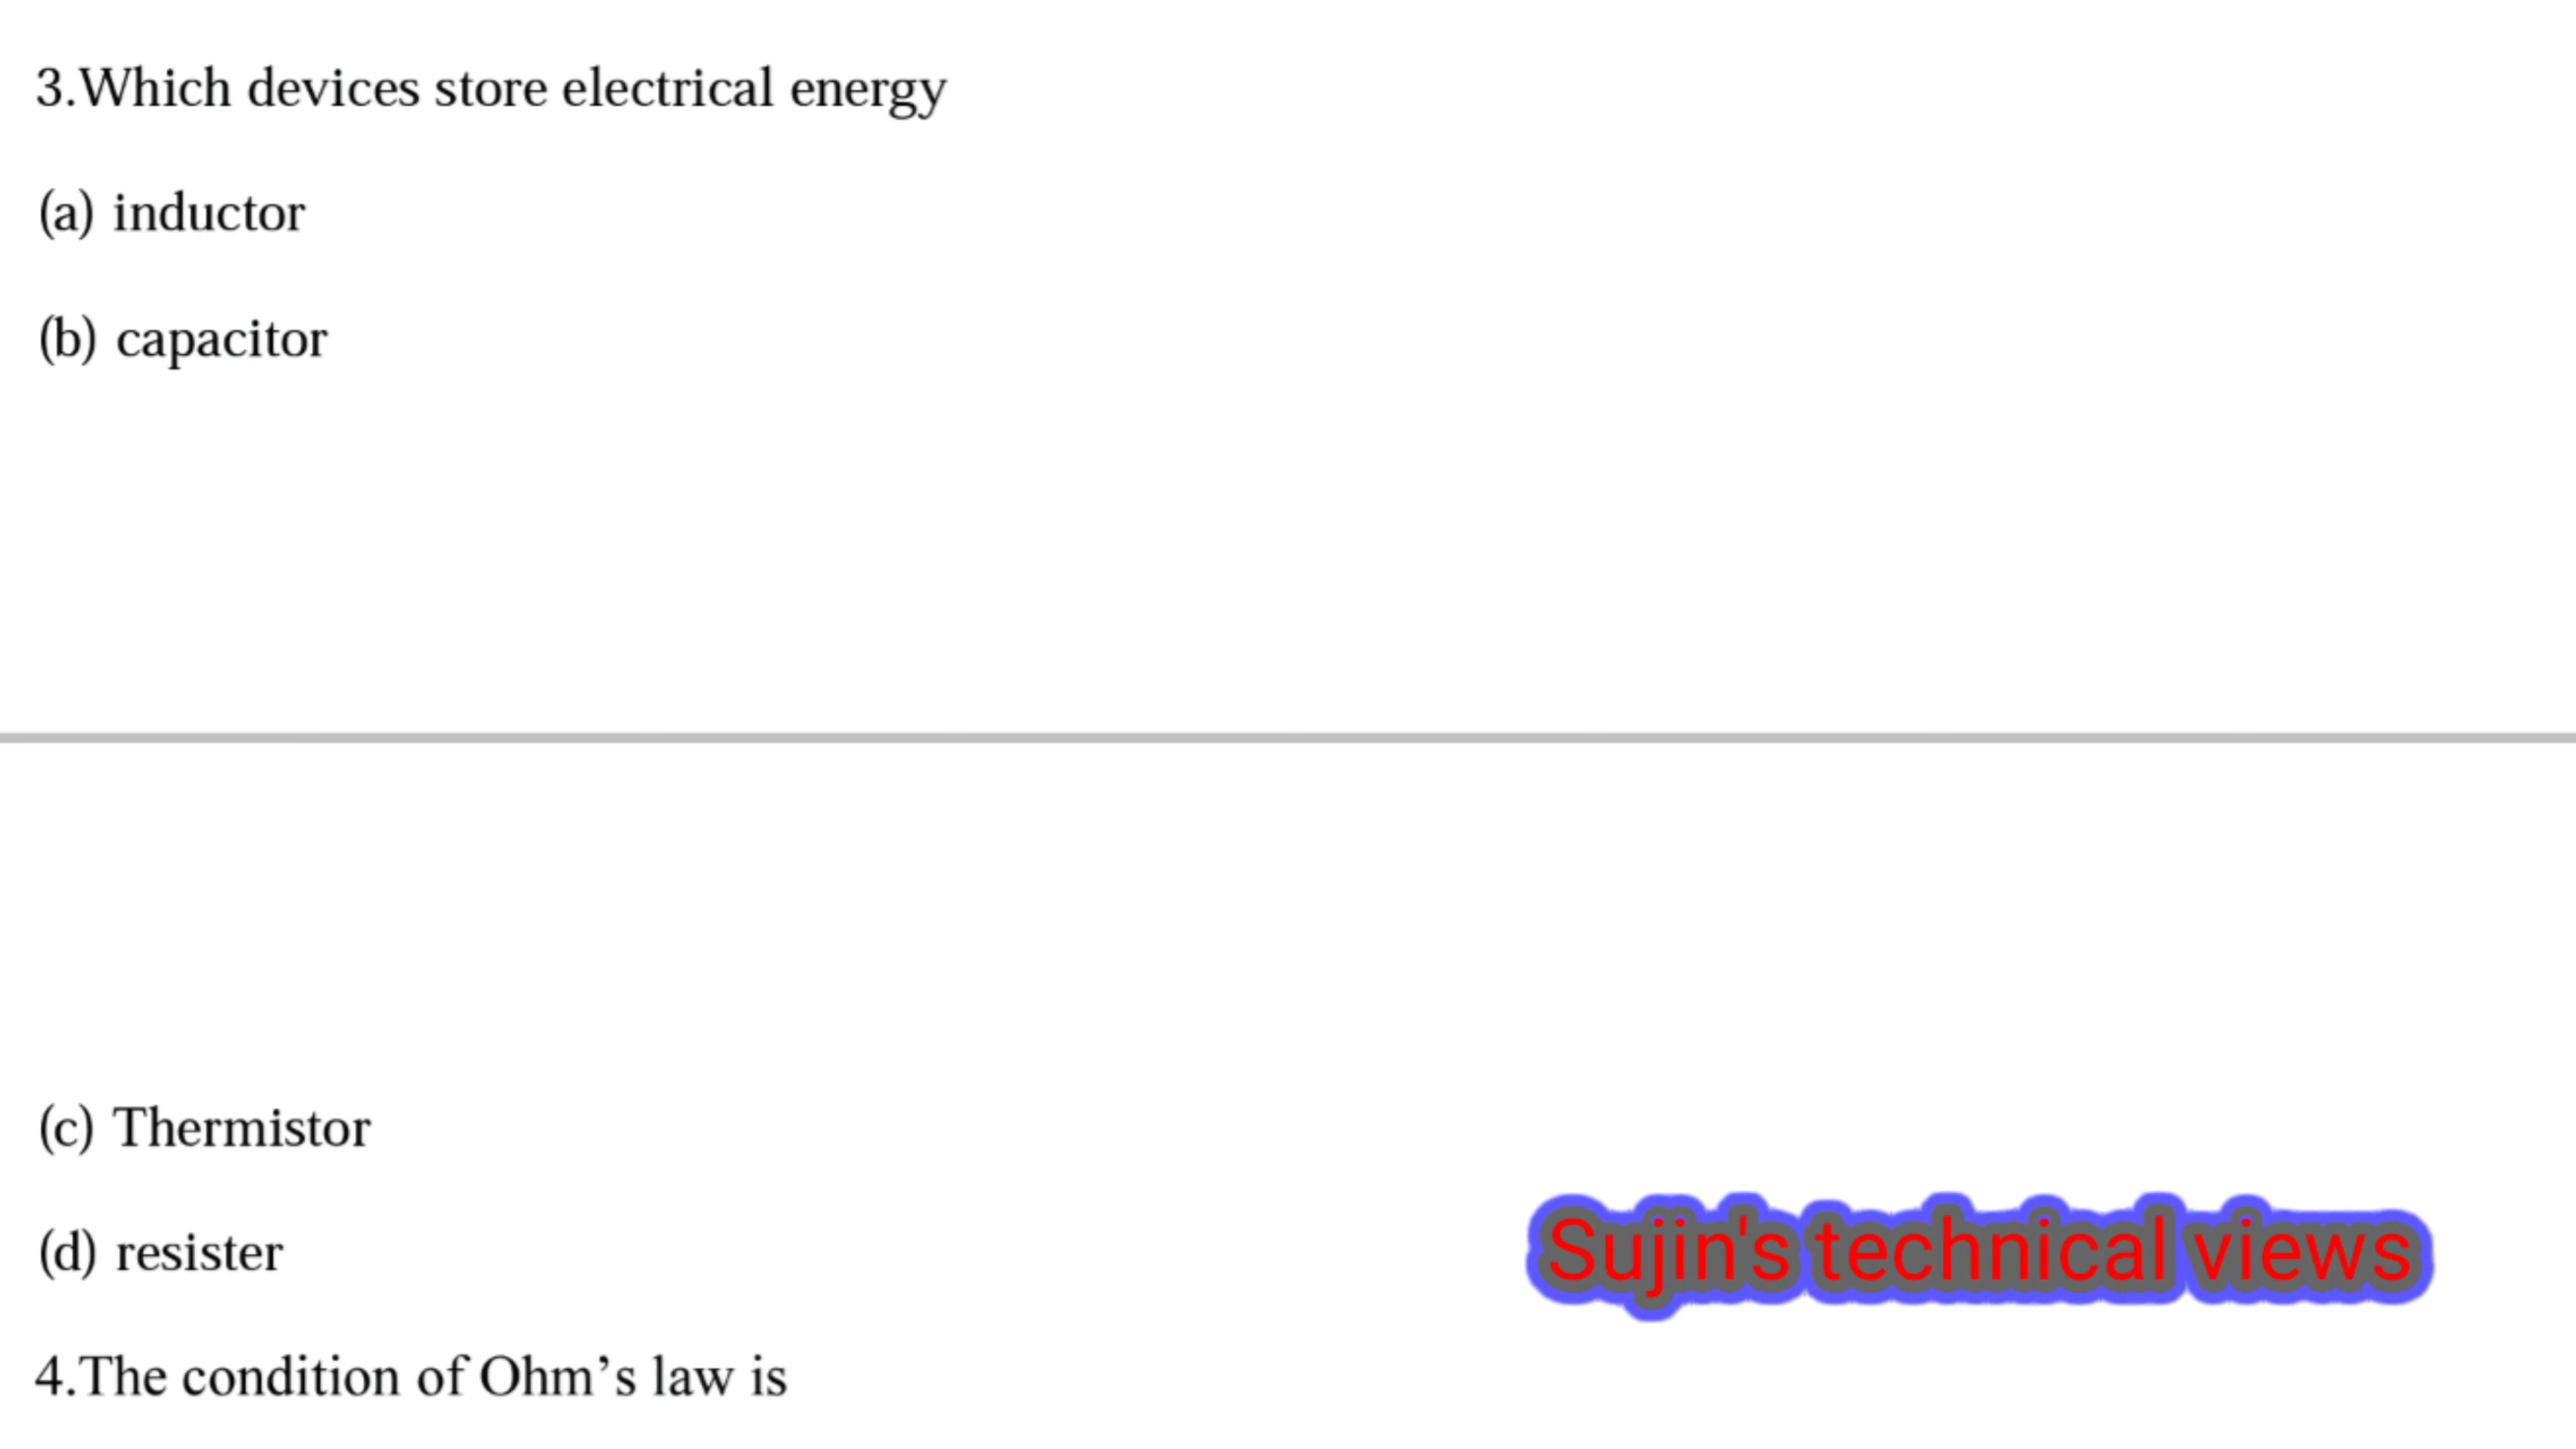 3.Which devices store electrical energy
(a) inductor
(b) capacitor
(c) Thermistor
(d) resister
Sujin's technical views
4.The condition of Ohm’s law is